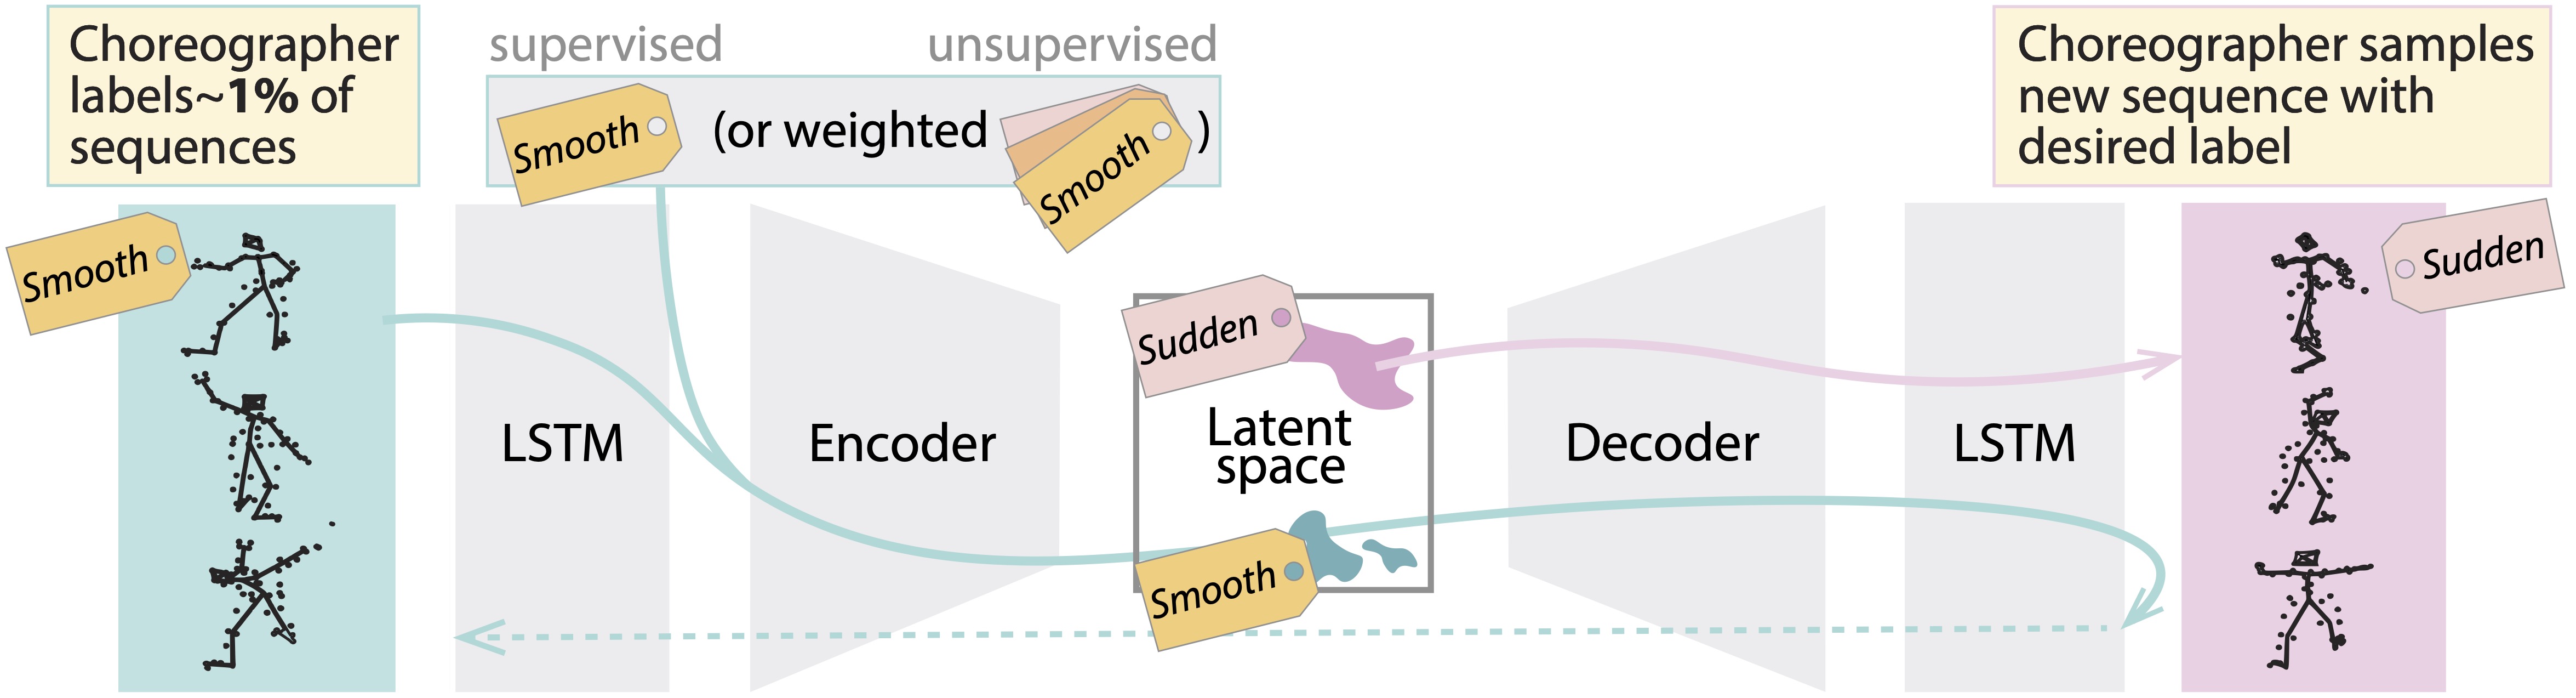 Choreographer
labels~1% of
sequences
supervised
unsupervised
Smooth
(or weighted
Smooth
)
Choreographer samples
new sequence with
desired label
Smooth
Sudden
Sudden
LSTM
Encoder
Latent
space
Decoder
LSTM
Smooth